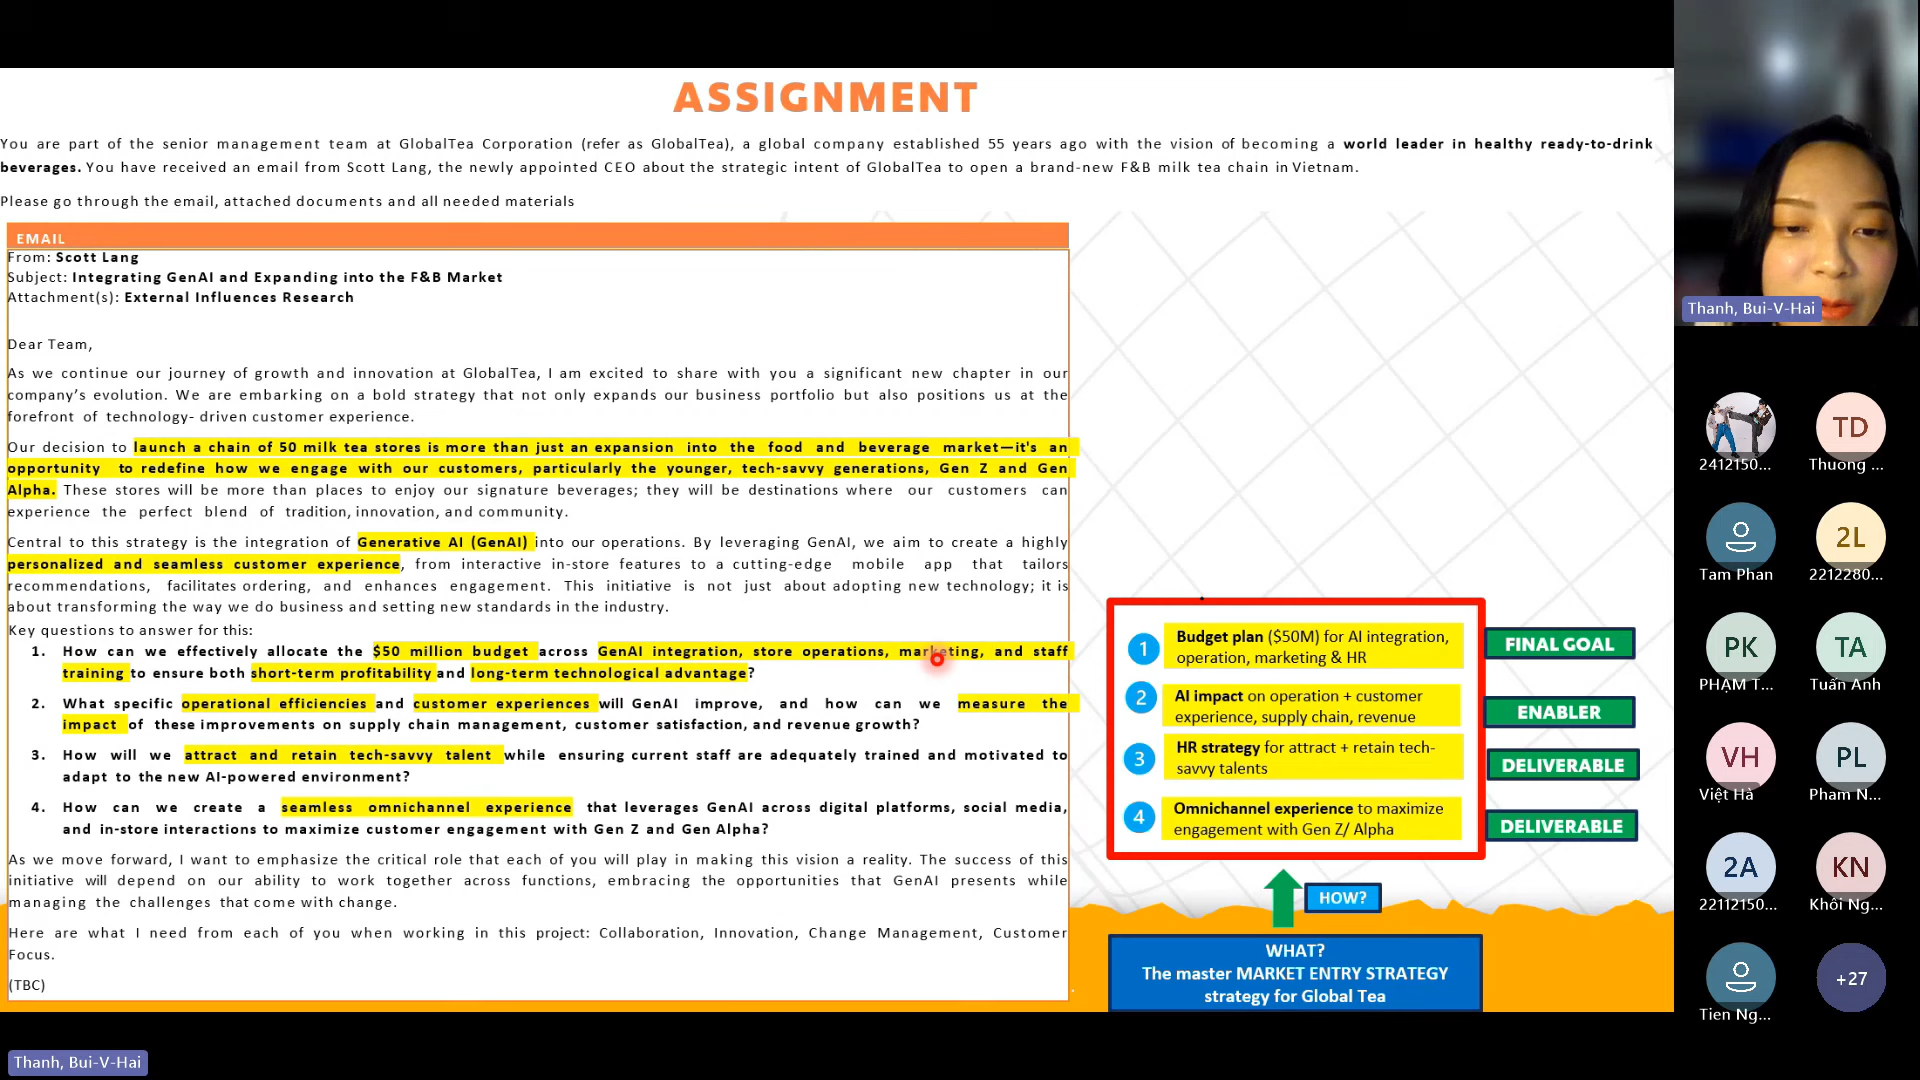 ASSIGNMENT
You are part of the senior management team at GlobalTea Corporation (refer as GlobalTea), a global company established 55 years ago with the vision of becoming a world leader in healthy ready-to-drink
beverages. You have received an email from Scott Lang, the newly appointed CEO about the strategic intent of GlobalTea to open a brand-new F&B milk tea chain in Vietnam.
Please go through the email, attached documents and all needed materials
EMAIL
From: Scott Lang
Subject: Integrating GenAI and Expanding into the F&B Market
Attachment(s): External Influences Research
Dear Team,
As we continue our journey of growth and innovation at GlobalTea, I am excited to share with you a significant new chapter in our
company's evolution. We are embarking on a bold strategy that not only expands our business portfolio but also positions us at the
forefront of technology- driven customer experience.
Our decision to launch a chain of 50 milk tea stores is more than just an expansion into the food and beverage market—it's an
opportunity to redefine how we engage with our customers, particularly the younger, tech-savvy generations, Gen Z and Gen
Alpha. These stores will be more than places to enjoy our signature beverages; they will be destinations where our customers can
experience the perfect blend of tradition, innovation, and community.
Central to this strategy is the integration of Generative AI (GenAI) into our operations. By leveraging GenAI, we aim to create a highly
personalized and seamless customer experience, from interactive in-store features to a cutting-edge mobile app that tailors
recommendations, facilitates ordering, and enhances engagement. This initiative is not just about adopting new technology; it is
about transforming the way we do business and setting new standards in the industry.
Key questions to answer for this:
1. How can we effectively allocate the $50 million budget across GenAI integration, store operations, marketing, and staff
training to ensure both short-term profitability and long-term technological advantage?
2. What specific operational efficiencies and customer experiences will GenAI improve, and how can we measure the
impact of these improvements on supply chain management, customer satisfaction, and revenue growth?
3. How will we attract and retain tech-savvy talent while ensuring current staff are adequately trained and motivated to
adapt to the new AI-powered environment?
4. How can we create a seamless omnichannel experience that leverages GenAI across digital platforms, social media,
and in-store interactions to maximize customer engagement with Gen Z and Gen Alpha?
As we move forward, I want to emphasize the critical role that each of you will play in making this vision a reality. The success of this
initiative will depend on our ability to work together across functions, embracing the opportunities that GenAI presents while
managing the challenges that come with change.
Here are what I need from each of you when working in this project: Collaboration, Innovation, Change Management, Customer
Focus.
(TBC)
1
Budget plan ($50M) for AI integration,
operation, marketing & HR
FINAL GOAL
2
AI impact on operation + customer
experience, supply chain, revenue
ENABLER
3
HR strategy for attract + retain tech-
savvy talents
DELIVERABLE
4
Omnichannel experience to maximize
engagement with Gen Z/ Alpha
DELIVERABLE
HOW?
WHAT?
The master MARKET ENTRY STRATEGY
strategy for Global Tea
Thanh, Bui-V-Hai
2412150...
TD
Thuong ...
Tam Phan
2L
2212280...
PK
PHẠM T...
TA
Tuấn Anh
VH
Việt Hà
PL
Pham N...
2A
22112150...
KN
Khôi Ng...
Tien Ng...
+27
Thanh, Bui-V-Hai